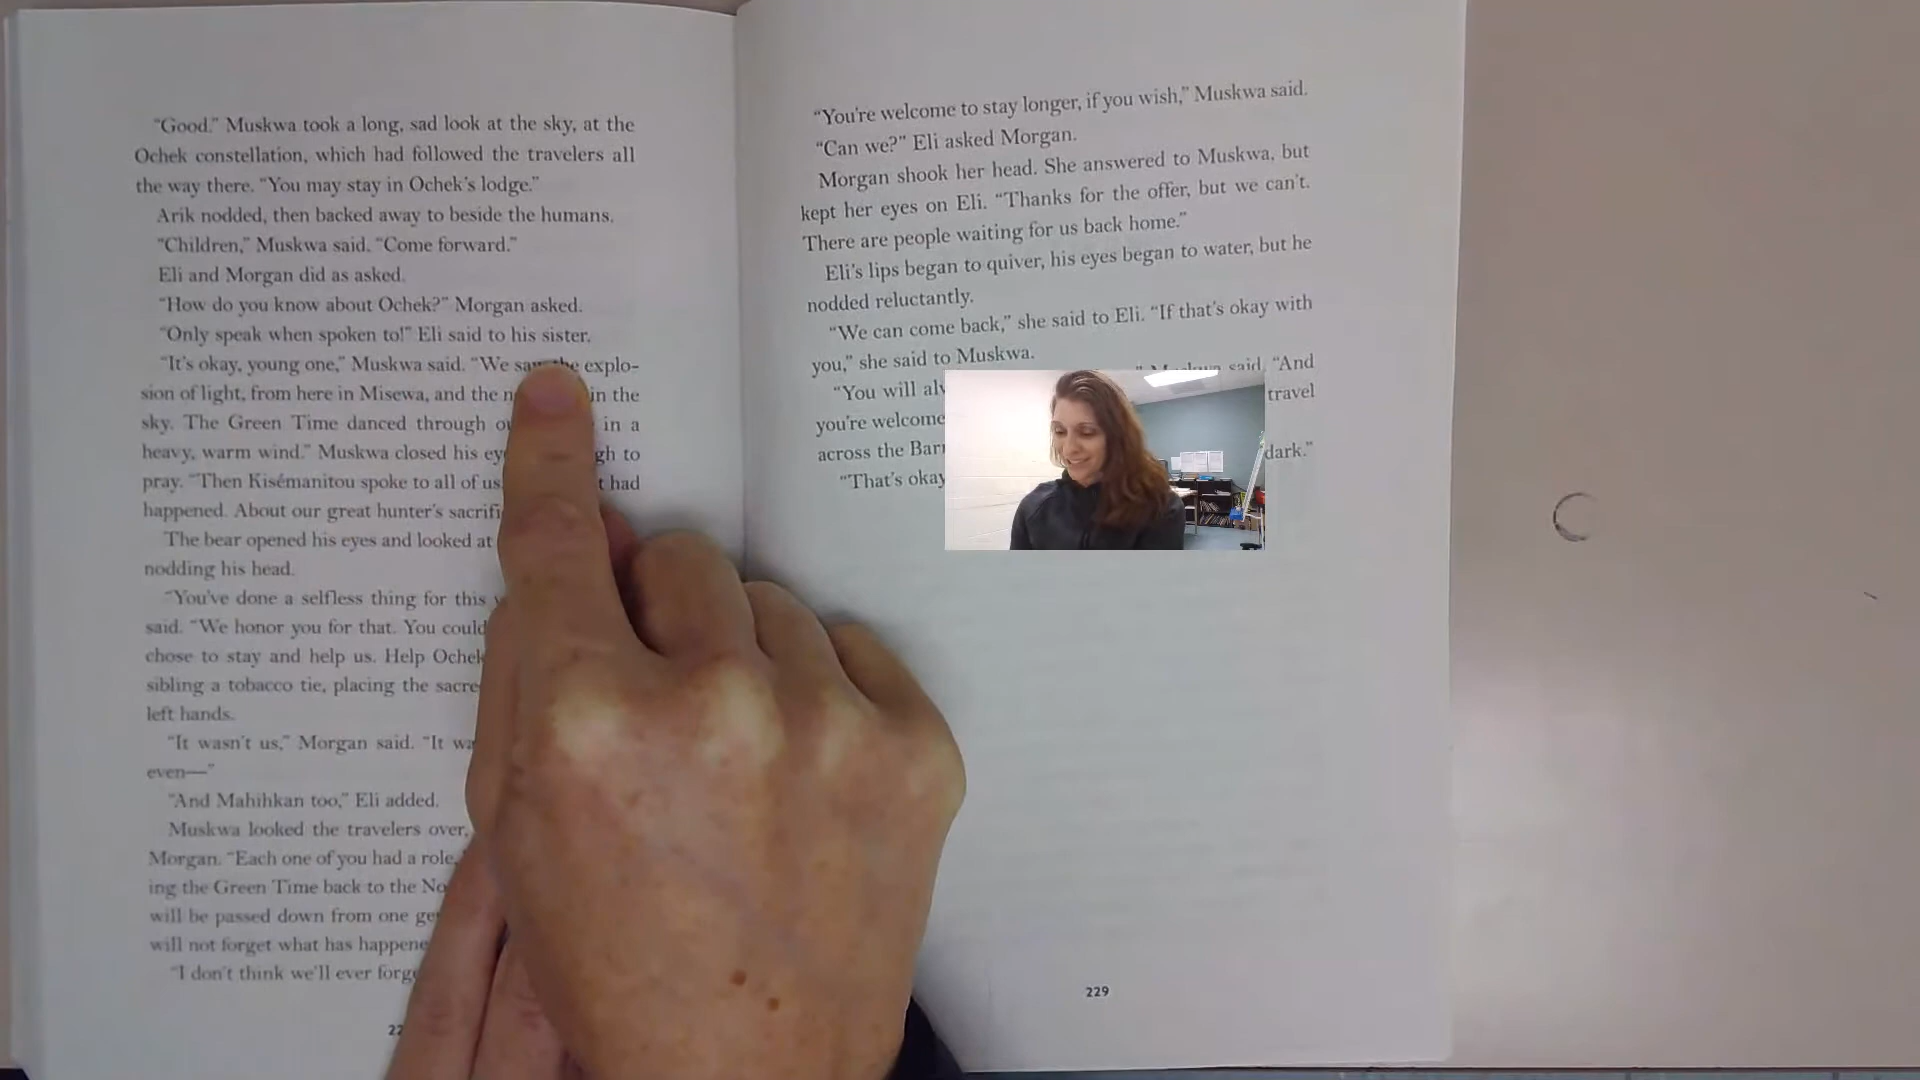 “Good.” Muskwa took a long, sad look at the sky, at the
Ochek constellation, which had followed the travelers all
the way there. “You may stay in Ochek’s lodge.”
Arik nodded, then backed away to beside the humans.
“Children,” Muskwa said. “Come forward.”
Eli and Morgan did as asked.
“How do you know about Ochek?” Morgan asked.
“Only speak when spoken to!” Eli said to his sister.
“It’s okay, young one,” Muskwa said. “We saw the explo-
sion of light, from here in Misewa, and the in the
sky. The Green Time danced through in a
heavy, warm wind.” Muskwa closed his to
pray. “Then Kisémanitou spoke to all of us. had
happened. About our great hunter’s
The bear opened his eyes and looked at
nodding his head.
“You’ve done a selfless thing for this
said. “We honor you for that. You could
chose to stay and help us. Help Ochek
sibling a tobacco tie, placing the
left hands.
“It wasn’t us,” Morgan said. “It
even—”
“And Mahihkan too,” Eli added.
Muskwa looked the travelers over,
Morgan. “Each one of you had a role,
ing the Green Time back to the
will be passed down from one
will not forget what has
“I don’t think we’ll ever
“You’re welcome to stay longer, if you wish,” Muskwa said.
“Can we?” Eli asked Morgan.
Morgan shook her head. She answered to Muskwa, but
kept her eyes on Eli. “Thanks for the offer, but we can’t.
There are people waiting for us back home.”
Eli’s lips began to quiver, his eyes began to water, but he
nodded reluctantly.
“We can come back,” she said to Eli. “If that’s okay with
you,” she said to Muskwa.
“You will said. “And
you’re welcome travel
across the dark.”
“That’s okay
229